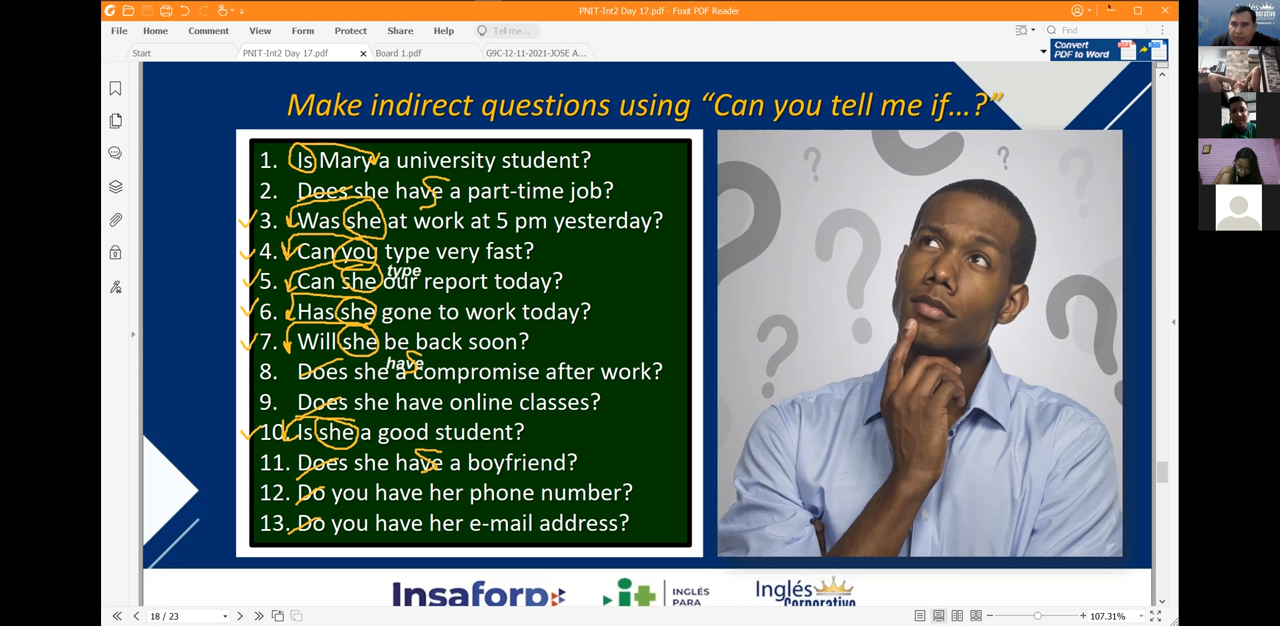 PNIT-Int2 Day 17.pdf - Foxit PDF Reader
File Home Comment View Form Protect Share Help Tell me... Find
Start PNIT-Int2 Day 17.pdf Board 1.pdf G9C-I2-11-2021-JOSE A...
Convert
PDF to Word
Make indirect questions using “Can you tell me if...?”
1. Is Mary a university student?
2. Does she have a part-time job?
3. Was she at work at 5 pm yesterday?
4. Can you type very fast?
type
5. Can she our report today?
6. Has she gone to work today?
7. Will she be back soon?
have
8. Does she a compromise after work?
9. Does she have online classes?
10. Is she a good student?
11. Does she have a boyfriend?
12. Do you have her phone number?
13. Do you have her e-mail address?
Insaforp it INGLÉS PARA Inglés Corporativo
18 / 23 107.31%